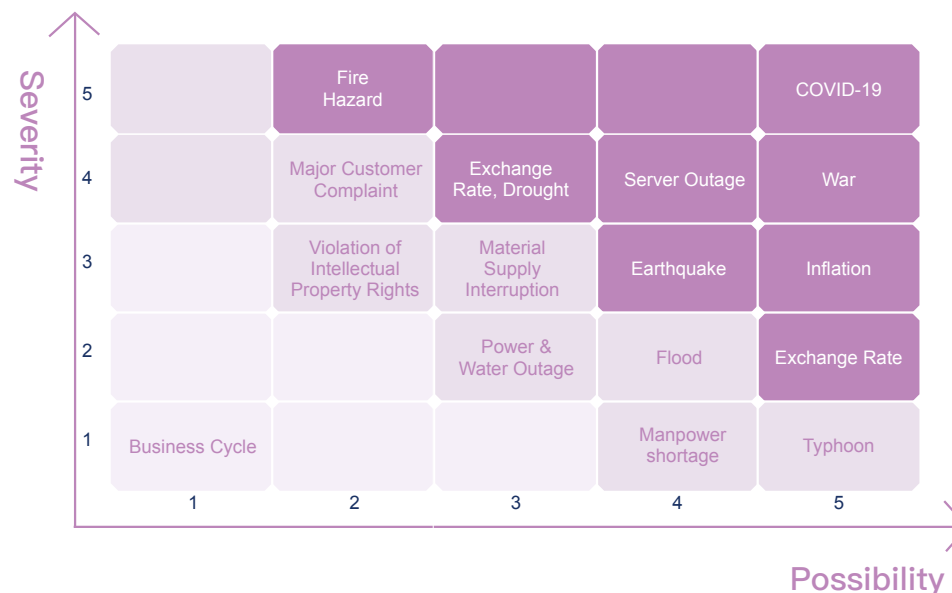 Severity
5
Fire
Hazard
COVID-19
4
Major Customer
Complaint
Exchange
Rate, Drought
Server Outage
War
3
Violation of
Intellectual
Property Rights
Material
Supply
Interruption
Earthquake
Inflation
2
Power &
Water Outage
Flood
Exchange Rate
1
Business Cycle
Manpower
shortage
Typhoon
1
2
3
4
5
Possibility